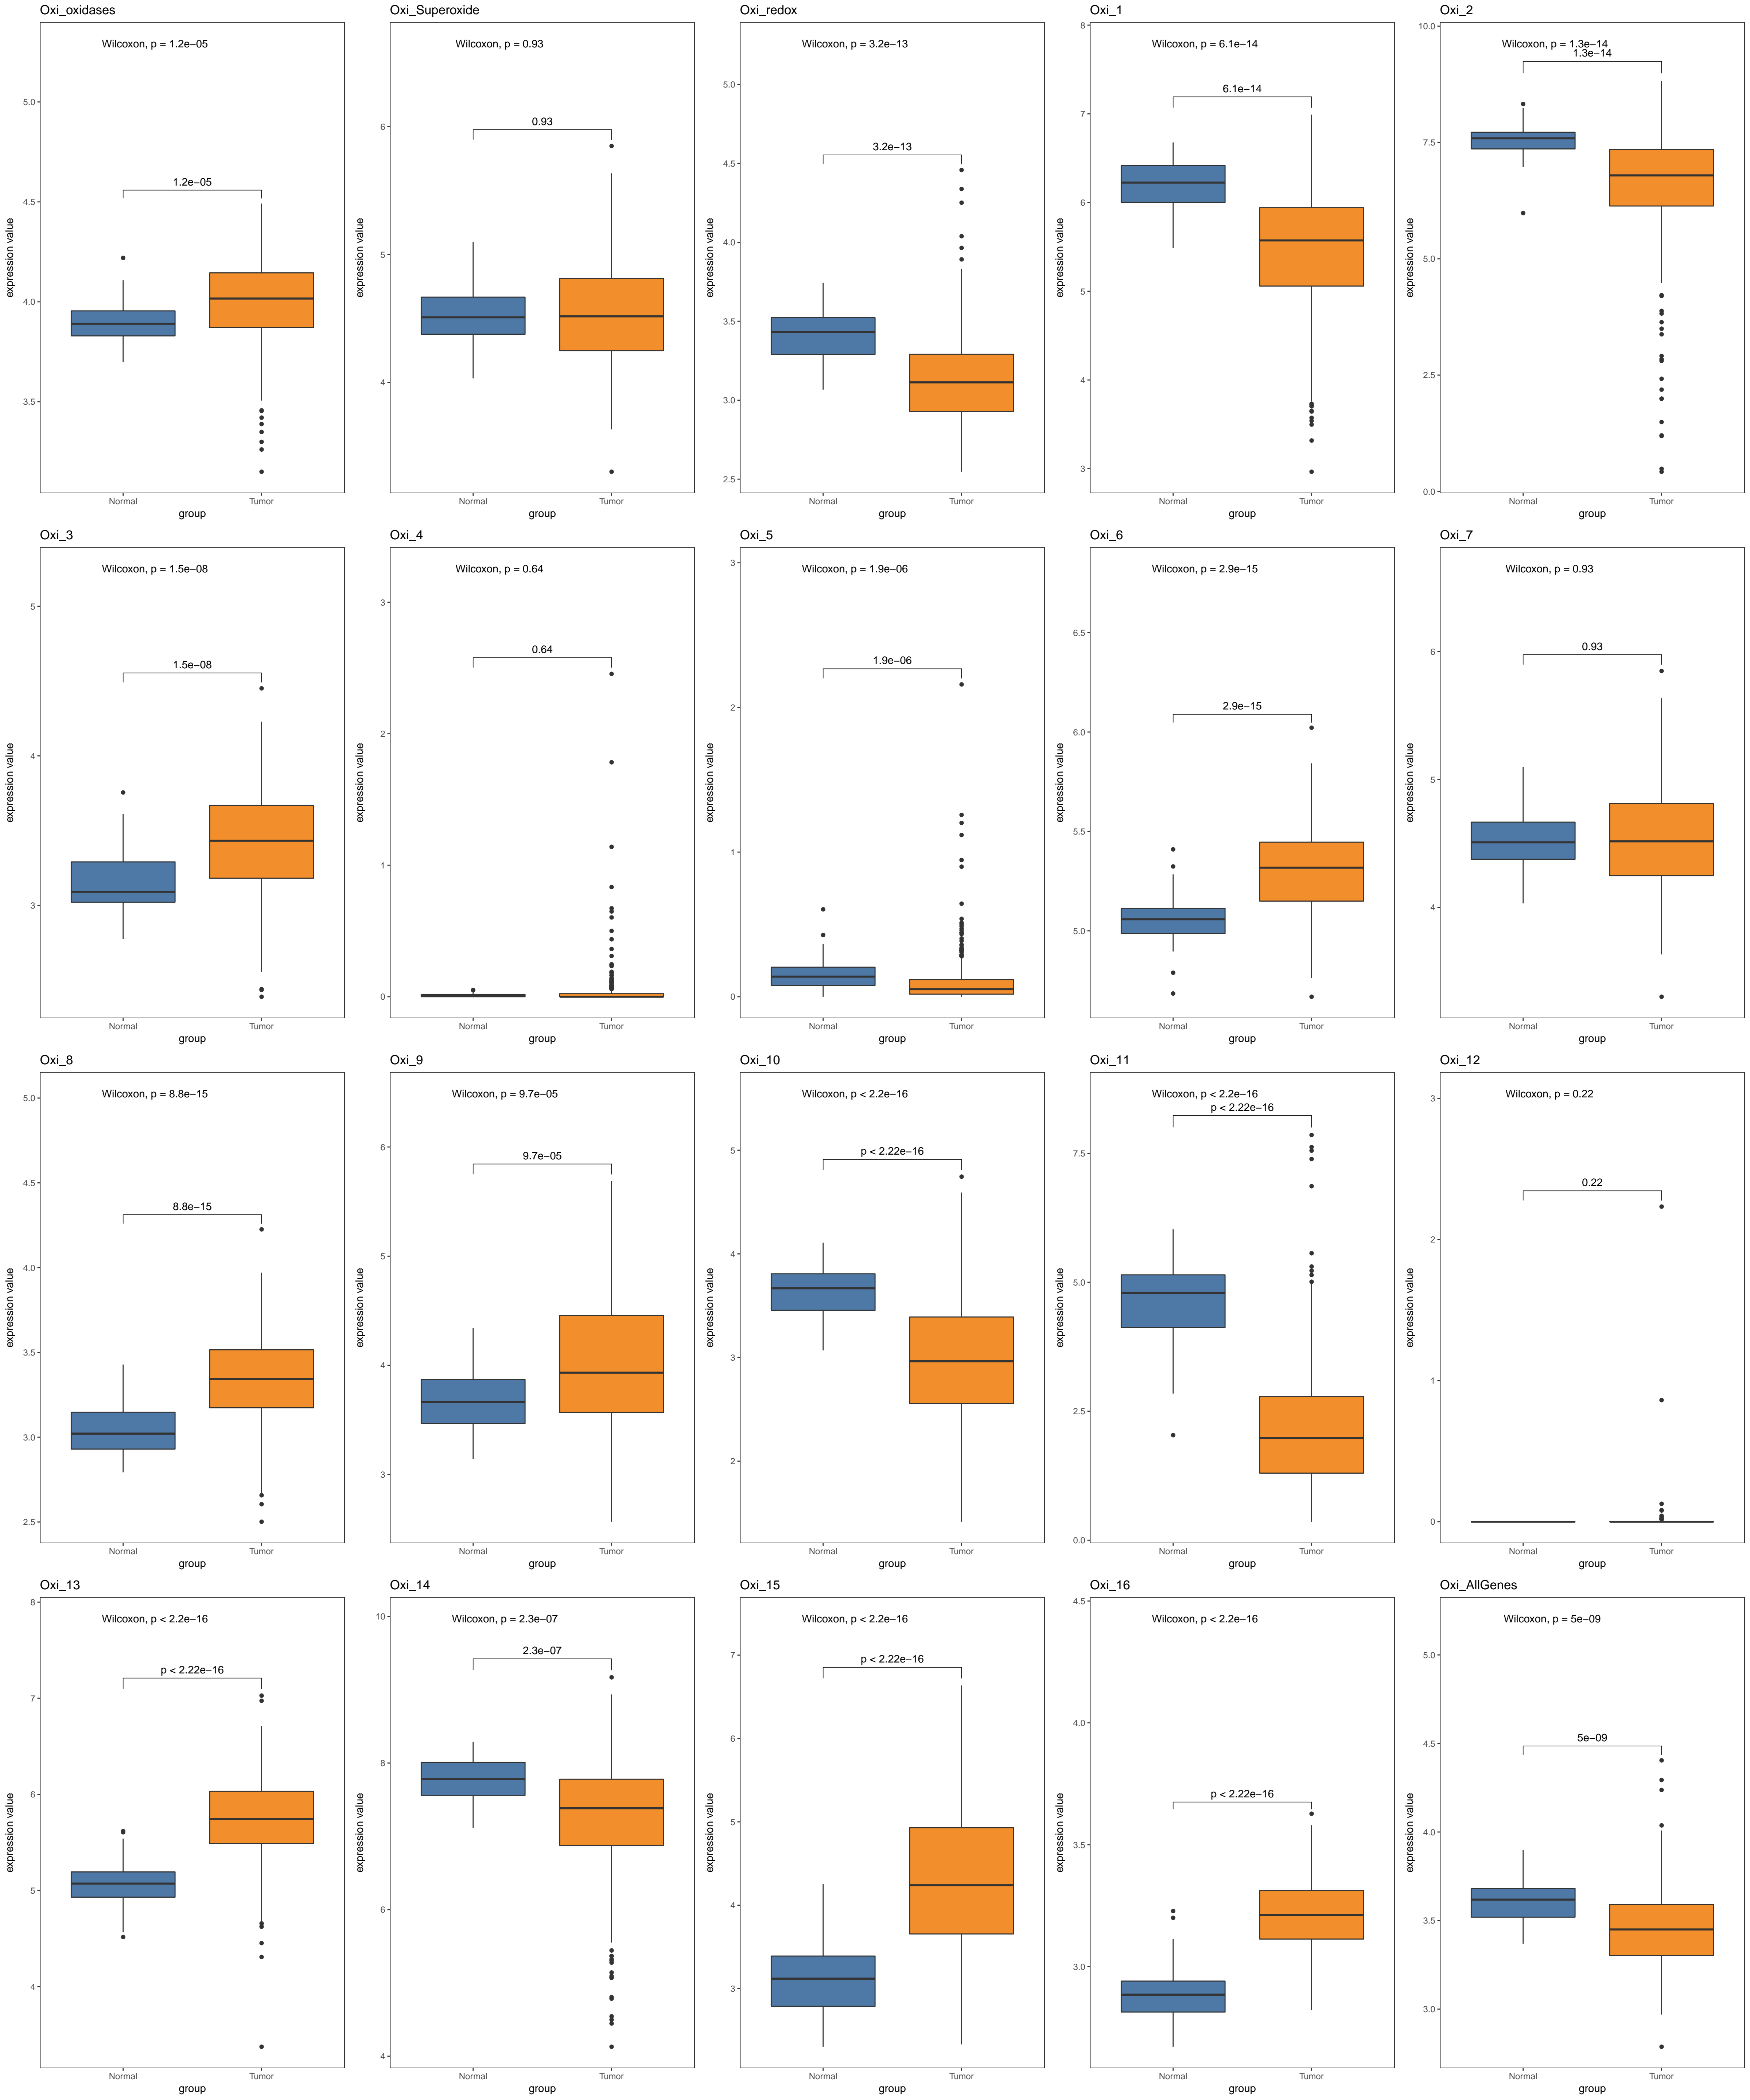 Oxi_oxidases
Wilcoxon, p = 1.2e−05
1.2e−05
5.0
4.5
4.0
3.5
expression value
Normal
Tumor
group
Oxi_Superoxide
Wilcoxon, p = 0.93
0.93
6
5
4
expression value
Normal
Tumor
group
Oxi_redox
Wilcoxon, p = 3.2e−13
3.2e−13
5.0
4.5
4.0
3.5
3.0
2.5
expression value
Normal
Tumor
group
Oxi_1
Wilcoxon, p = 6.1e−14
6.1e−14
8
7
6
5
4
3
expression value
Normal
Tumor
group
Oxi_2
Wilcoxon, p = 1.3e−14
1.3e−14
10.0
7.5
5.0
2.5
0.0
expression value
Normal
Tumor
group
Oxi_3
Wilcoxon, p = 1.5e−08
1.5e−08
5
4
3
expression value
Normal
Tumor
group
Oxi_4
Wilcoxon, p = 0.64
0.64
3
2
1
0
expression value
Normal
Tumor
group
Oxi_5
Wilcoxon, p = 1.9e−06
1.9e−06
3
2
1
0
expression value
Normal
Tumor
group
Oxi_6
Wilcoxon, p = 2.9e−15
2.9e−15
6.5
6.0
5.5
5.0
expression value
Normal
Tumor
group
Oxi_7
Wilcoxon, p = 0.93
0.93
6
5
4
expression value
Normal
Tumor
group
Oxi_8
Wilcoxon, p = 8.8e−15
8.8e−15
5.0
4.5
4.0
3.5
3.0
2.5
expression value
Normal
Tumor
group
Oxi_9
Wilcoxon, p = 9.7e−05
9.7e−05
6
5
4
3
expression value
Normal
Tumor
group
Oxi_10
Wilcoxon, p < 2.2e−16
p < 2.22e−16
5
4
3
2
expression value
Normal
Tumor
group
Oxi_11
Wilcoxon, p < 2.2e−16
p < 2.22e−16
7.5
5.0
2.5
0.0
expression value
Normal
Tumor
group
Oxi_12
Wilcoxon, p = 0.22
0.22
3
2
1
0
expression value
Normal
Tumor
group
Oxi_13
Wilcoxon, p < 2.2e−16
p < 2.22e−16
8
7
6
5
4
expression value
Normal
Tumor
group
Oxi_14
Wilcoxon, p = 2.3e−07
2.3e−07
10
8
6
4
expression value
Normal
Tumor
group
Oxi_15
Wilcoxon, p < 2.2e−16
p < 2.22e−16
7
6
5
4
3
expression value
Normal
Tumor
group
Oxi_16
Wilcoxon, p < 2.2e−16
p < 2.22e−16
4.5
4.0
3.5
3.0
expression value
Normal
Tumor
group
Oxi_AllGenes
Wilcoxon, p = 5e−09
5e−09
5.0
4.5
4.0
3.5
3.0
expression value
Normal
Tumor
group